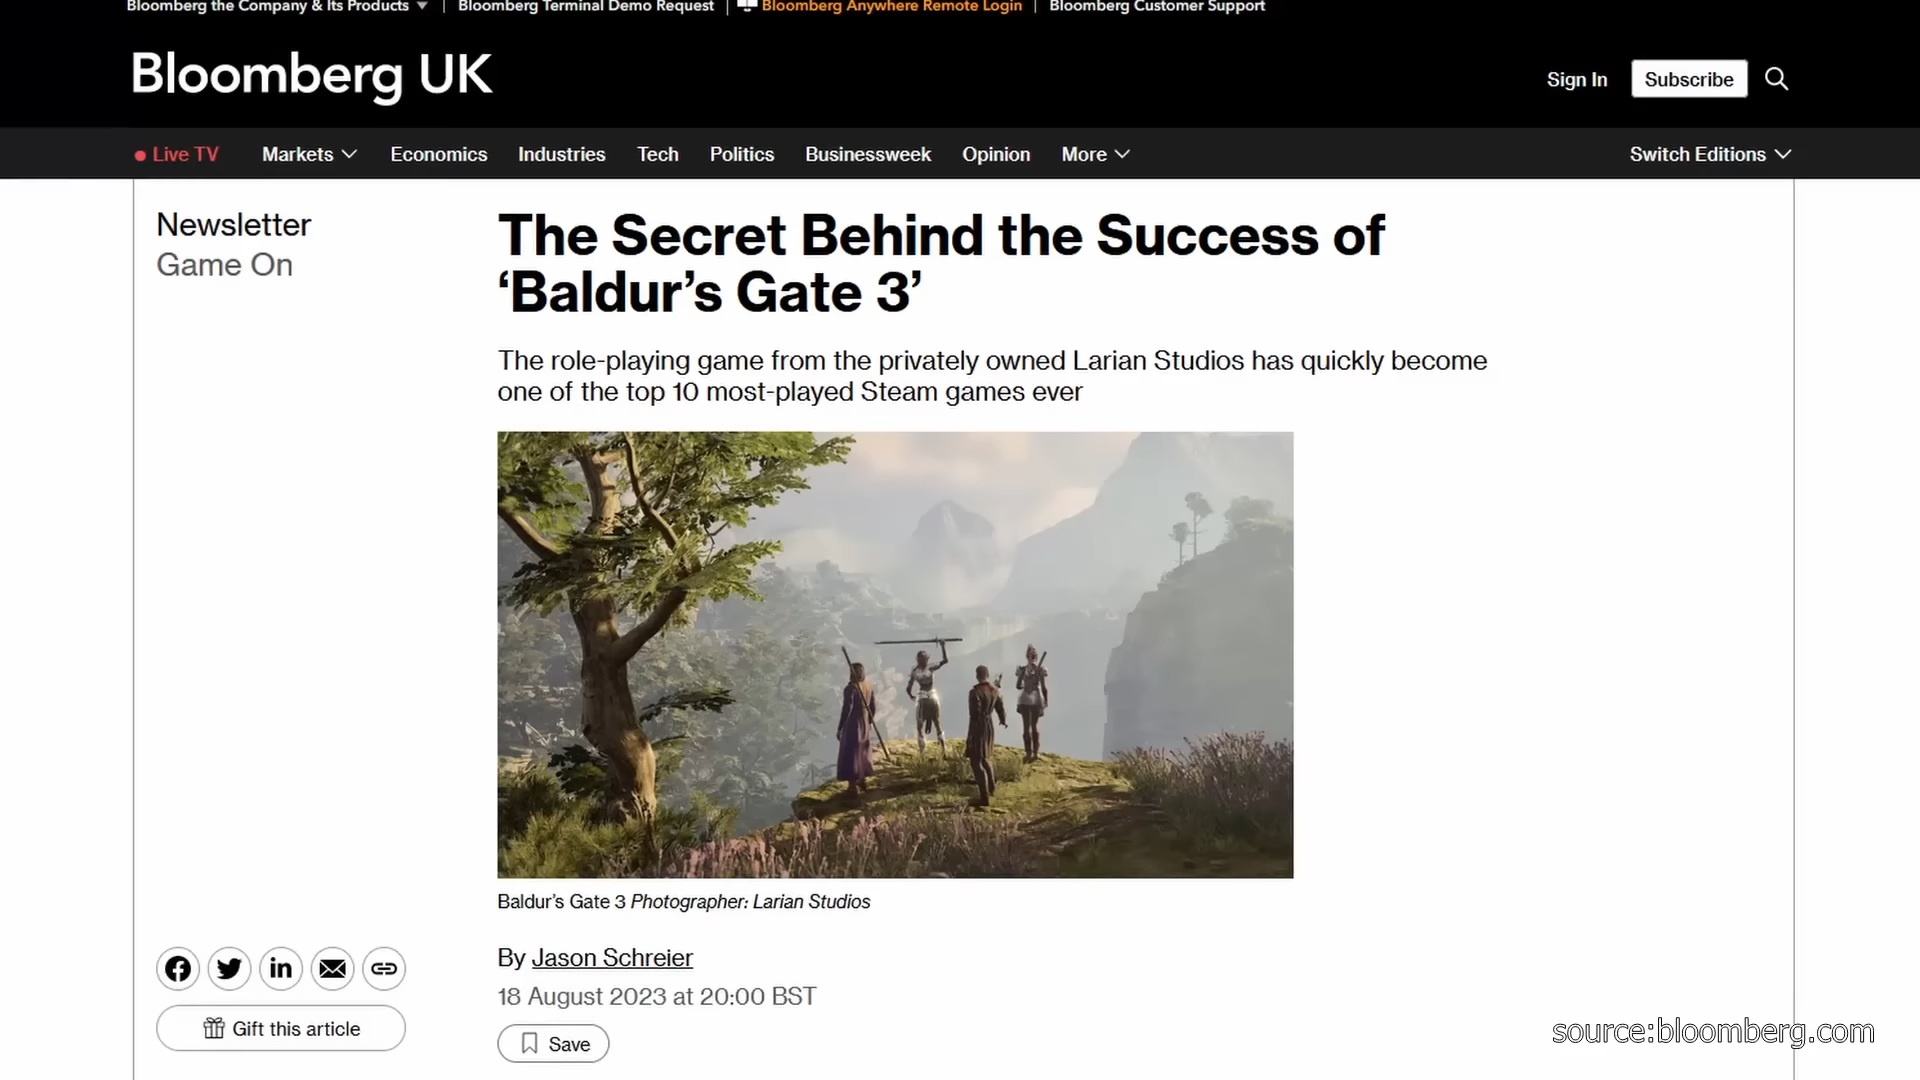 Bloomberg the Company & Its Products
Bloomberg Terminal Demo Request
Bloomberg Anywhere Remote Login
Bloomberg Customer Support
Bloomberg UK
Sign In
Subscribe
Live TV
Markets
Economics
Industries
Tech
Politics
Businessweek
Opinion
More
Switch Editions
Newsletter
Game On
The Secret Behind the Success of
‘Baldur’s Gate 3’
The role-playing game from the privately owned Larian Studios has quickly become
one of the top 10 most-played Steam games ever
Baldur’s Gate 3 Photographer: Larian Studios
By Jason Schreier
18 August 2023 at 20:00 BST
Gift this article
Save
source:bloomberg.com